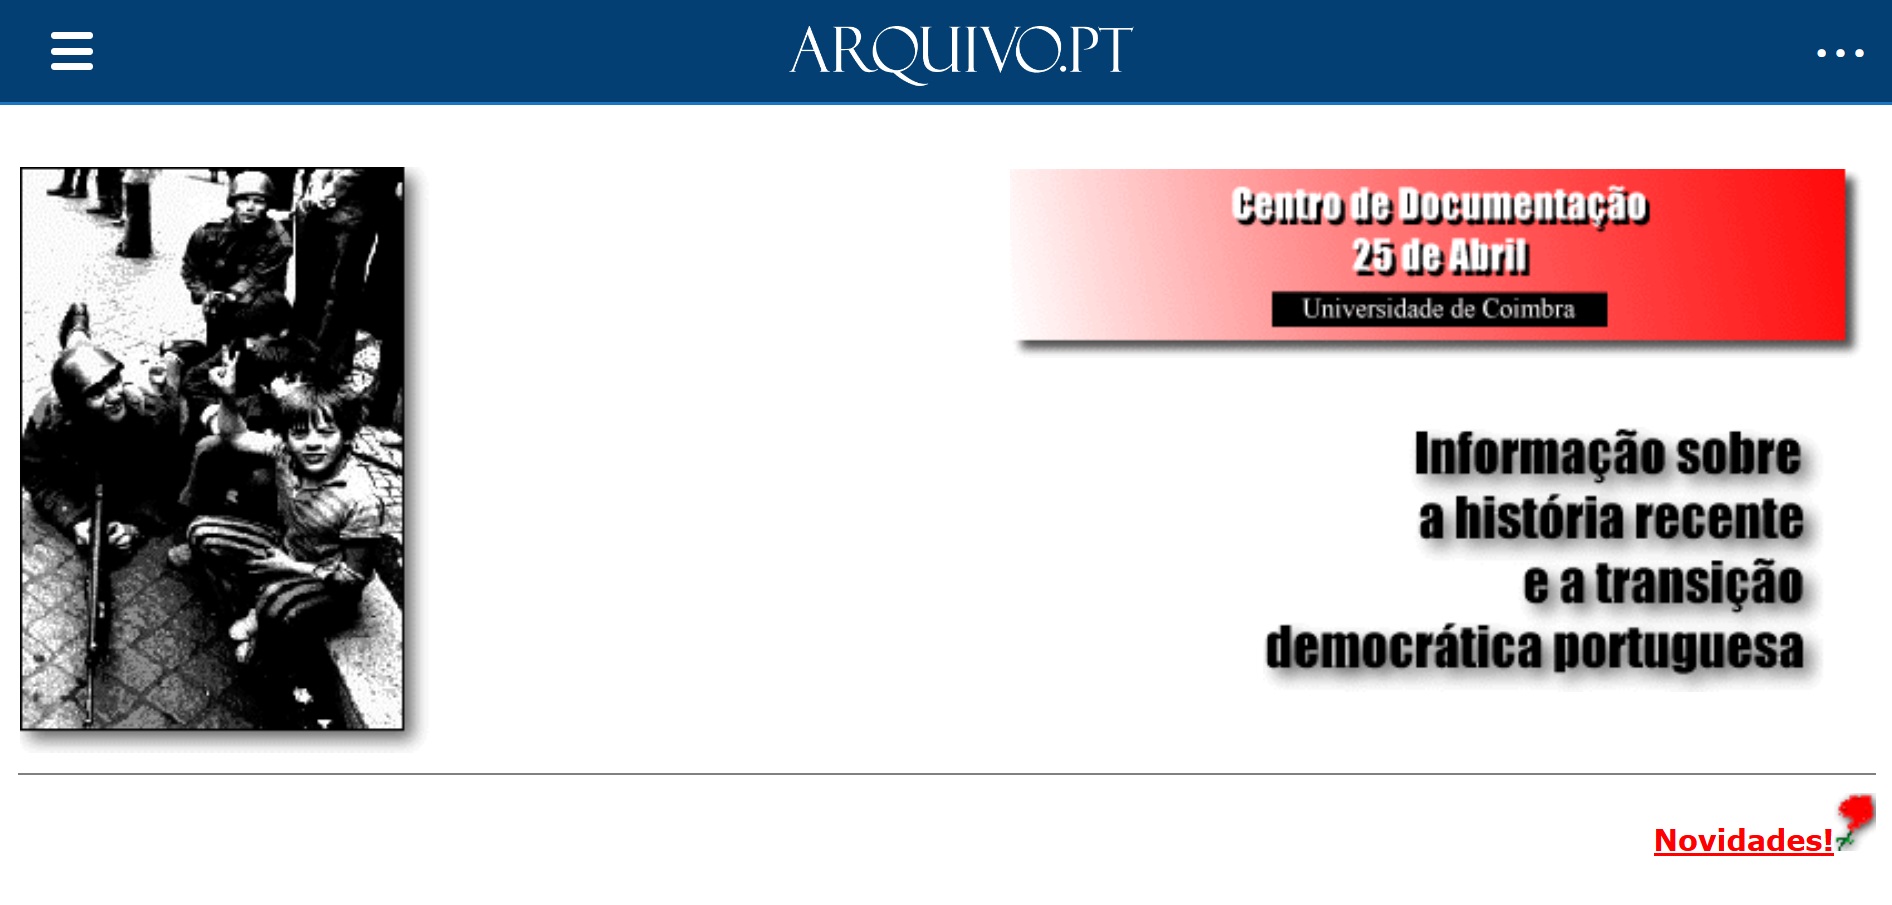 ARQUIVO.PT
Centro de Documentação
25 de Abril
Universidade de Coimbra
Informação sobre
a história recente
e a transição
democrática portuguesa
Novidades!